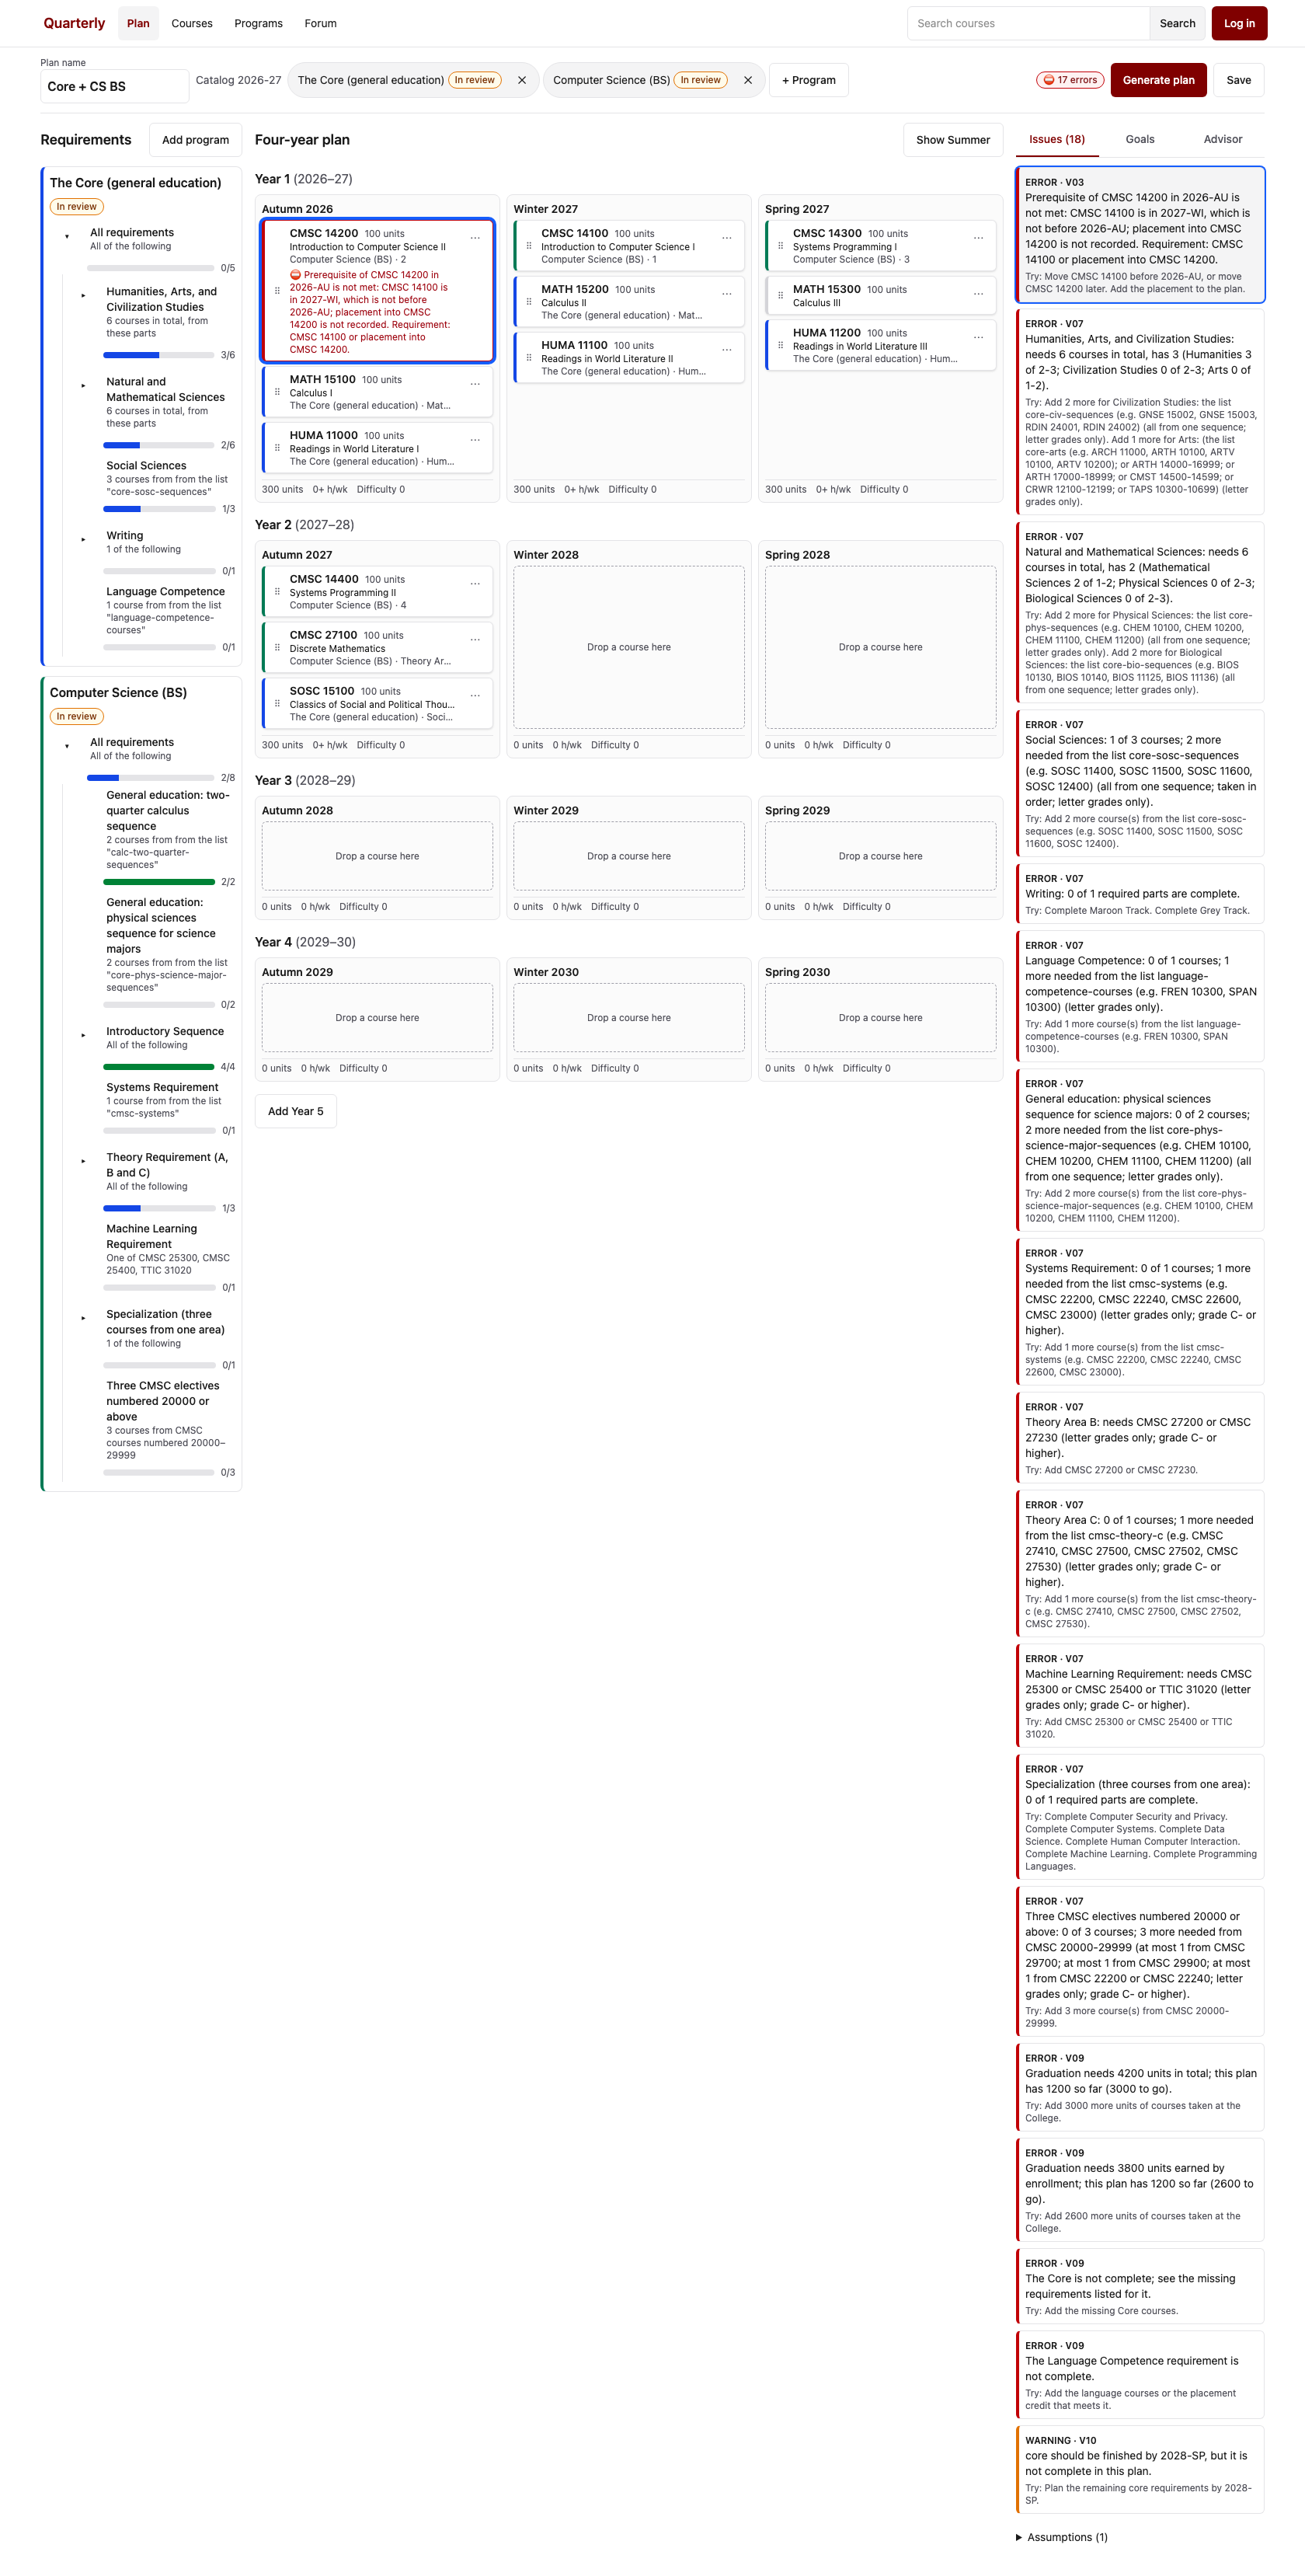 Quarterly
Plan
Courses
Programs
Forum
Search courses
Search
Log in
Plan name
Core + CS BS
Catalog 2026-27
The Core (general education) In review ×
Computer Science (BS) In review ×
+ Program
17 errors
Generate plan
Save
Requirements
Add program
The Core (general education)
In review
All requirements
All of the following
0/5
Humanities, Arts, and
Civilization Studies
6 courses in total, from
these parts
3/6
Natural and
Mathematical Sciences
6 courses in total, from
these parts
2/6
Social Sciences
3 courses from from the list
"core-sosc-sequences"
1/3
Writing
1 of the following
0/1
Language Competence
1 course from from the list
"language-competence-
courses"
0/1
Computer Science (BS)
In review
All requirements
All of the following
2/8
General education: two-
quarter calculus
sequence
2 courses from from the list
"calc-two-quarter-
sequences"
2/2
General education:
physical sciences
sequence for science
majors
2 courses from from the list
"core-phys-science-major-
sequences"
0/2
Introductory Sequence
All of the following
4/4
Systems Requirement
1 course from from the list
"cmsc-systems"
0/1
Theory Requirement (A,
B and C)
All of the following
1/3
Machine Learning
Requirement
One of CMSC 25300, CMSC
25400, TTIC 31020
0/1
Specialization (three
courses from one area)
1 of the following
0/1
Three CMSC electives
numbered 20000 or
above
3 courses from CMSC
courses numbered 20000–
29999
0/3
Four-year plan
Show Summer
Year 1 (2026–27)
Autumn 2026
CMSC 14200 100 units ...
Introduction to Computer Science II
Computer Science (BS) · 2
Prerequisite of CMSC 14200 in
2026-AU is not met: CMSC 14100 is
in 2027-WI, which is not before
2026-AU; placement into CMSC
14200 is not recorded. Requirement:
CMSC 14100 or placement into
CMSC 14200.
MATH 15100 100 units ...
Calculus I
The Core (general education) · Mat...
HUMA 11000 100 units ...
Readings in World Literature I
The Core (general education) · Hum...
300 units 0+ h/wk Difficulty 0
Winter 2027
CMSC 14100 100 units ...
Introduction to Computer Science I
Computer Science (BS) · 1
MATH 15200 100 units ...
Calculus II
The Core (general education) · Mat...
HUMA 11100 100 units ...
Readings in World Literature II
The Core (general education) · Hum...
300 units 0+ h/wk Difficulty 0
Spring 2027
CMSC 14300 100 units ...
Systems Programming I
Computer Science (BS) · 3
MATH 15300 100 units ...
Calculus III
HUMA 11200 100 units ...
Readings in World Literature III
The Core (general education) · Hum...
300 units 0+ h/wk Difficulty 0
Year 2 (2027–28)
Autumn 2027
CMSC 14400 100 units ...
Systems Programming II
Computer Science (BS) · 4
CMSC 27100 100 units ...
Discrete Mathematics
Computer Science (BS) · Theory Ar...
SOSC 15100 100 units ...
Classics of Social and Political Thou...
The Core (general education) · Soci...
300 units 0+ h/wk Difficulty 0
Winter 2028
Drop a course here
0 units 0 h/wk Difficulty 0
Spring 2028
Drop a course here
0 units 0 h/wk Difficulty 0
Year 3 (2028–29)
Autumn 2028
Drop a course here
0 units 0 h/wk Difficulty 0
Winter 2029
Drop a course here
0 units 0 h/wk Difficulty 0
Spring 2029
Drop a course here
0 units 0 h/wk Difficulty 0
Year 4 (2029–30)
Autumn 2029
Drop a course here
0 units 0 h/wk Difficulty 0
Winter 2030
Drop a course here
0 units 0 h/wk Difficulty 0
Spring 2030
Drop a course here
0 units 0 h/wk Difficulty 0
Add Year 5
Issues (18)
Goals
Advisor
ERROR · V03
Prerequisite of CMSC 14200 in 2026-AU is
not met: CMSC 14100 is in 2027-WI, which is
not before 2026-AU; placement into CMSC
14200 is not recorded. Requirement: CMSC
14100 or placement into CMSC 14200.
Try: Move CMSC 14100 before 2026-AU, or move
CMSC 14200 later. Add the placement to the plan.
ERROR · V07
Humanities, Arts, and Civilization Studies:
needs 6 courses in total, has 3 (Humanities 3
of 2-3; Civilization Studies 0 of 2-3; Arts 0 of
1-2).
Try: Add 2 more for Civilization Studies: the list
core-civ-sequences (e.g. GNSE 15002, GNSE 15003,
RDIN 24001, RDIN 24002) (all from one sequence;
letter grades only). Add 1 more for Arts: (the list
core-arts (e.g. ARCH 11000, ARTH 10100, ARTV
10100, ARTV 10200); or ARTH 14000-16999; or
ARTH 17000-18999; or CMST 14500-14599; or
CRWR 12100-12199; or TAPS 10300-10699) (letter
grades only).
ERROR · V07
Natural and Mathematical Sciences: needs 6
courses in total, has 2 (Mathematical
Sciences 2 of 1-2; Physical Sciences 0 of 2-3;
Biological Sciences 0 of 2-3).
Try: Add 2 more for Physical Sciences: the list core-
phys-sequences (e.g. CHEM 10100, CHEM 10200,
CHEM 11100, CHEM 11200) (all from one sequence;
letter grades only). Add 2 more for Biological
Sciences: the list core-bio-sequences (e.g. BIOS
10130, BIOS 10140, BIOS 11125, BIOS 11136) (all
from one sequence; letter grades only).
ERROR · V07
Social Sciences: 1 of 3 courses; 2 more
needed from the list core-sosc-sequences
(e.g. SOSC 11400, SOSC 11500, SOSC 11600,
SOSC 12400) (all from one sequence; taken in
order; letter grades only).
Try: Add 2 more course(s) from the list core-sosc-
sequences (e.g. SOSC 11400, SOSC 11500, SOSC
11600, SOSC 12400).
ERROR · V07
Writing: 0 of 1 required parts are complete.
Try: Complete Maroon Track. Complete Grey Track.
ERROR · V07
Language Competence: 0 of 1 courses; 1
more needed from the list language-
competence-courses (e.g. FREN 10300, SPAN
10300) (letter grades only).
Try: Add 1 more course(s) from the list language-
competence-courses (e.g. FREN 10300, SPAN
10300).
ERROR · V07
General education: physical sciences
sequence for science majors: 0 of 2 courses;
2 more needed from the list core-phys-
science-major-sequences (e.g. CHEM 10100,
CHEM 10200, CHEM 11100, CHEM 11200) (all
from one sequence; letter grades only).
Try: Add 2 more course(s) from the list core-phys-
science-major-sequences (e.g. CHEM 10100, CHEM
10200, CHEM 11100, CHEM 11200).
ERROR · V07
Systems Requirement: 0 of 1 courses; 1 more
needed from the list cmsc-systems (e.g.
CMSC 22200, CMSC 22240, CMSC 22600,
CMSC 23000) (letter grades only; grade C- or
higher).
Try: Add 1 more course(s) from the list cmsc-
systems (e.g. CMSC 22200, CMSC 22240, CMSC
22600, CMSC 23000).
ERROR · V07
Theory Area B: needs CMSC 27200 or CMSC
27230 (letter grades only; grade C- or
higher).
Try: Add CMSC 27200 or CMSC 27230.
ERROR · V07
Theory Area C: 0 of 1 courses; 1 more needed
from the list cmsc-theory-c (e.g. CMSC
27410, CMSC 27500, CMSC 27502, CMSC
27530) (letter grades only; grade C- or
higher).
Try: Add 1 more course(s) from the list cmsc-theory-
c (e.g. CMSC 27410, CMSC 27500, CMSC 27502,
CMSC 27530).
ERROR · V07
Machine Learning Requirement: needs CMSC
25300 or CMSC 25400 or TTIC 31020 (letter
grades only; grade C- or higher).
Try: Add CMSC 25300 or CMSC 25400 or TTIC
31020.
ERROR · V07
Specialization (three courses from one area):
0 of 1 required parts are complete.
Try: Complete Computer Security and Privacy.
Complete Computer Systems. Complete Data
Science. Complete Human Computer Interaction.
Complete Machine Learning. Complete Programming
Languages.
ERROR · V07
Three CMSC electives numbered 20000 or
above: 0 of 3 courses; 3 more needed from
CMSC 20000-29999 (at most 1 from CMSC
29700; at most 1 from CMSC 29900; at most
1 from CMSC 22200 or CMSC 22240; letter
grades only; grade C- or higher).
Try: Add 3 more course(s) from CMSC 20000-
29999.
ERROR · V09
Graduation needs 4200 units in total; this plan
has 1200 so far (3000 to go).
Try: Add 3000 more units of courses taken at the
College.
ERROR · V09
Graduation needs 3800 units earned by
enrollment; this plan has 1200 so far (2600 to
go).
Try: Add 2600 more units of courses taken at the
College.
ERROR · V09
The Core is not complete; see the missing
requirements listed for it.
Try: Add the missing Core courses.
ERROR · V09
The Language Competence requirement is
not complete.
Try: Add the language courses or the placement
credit that meets it.
WARNING · V10
core should be finished by 2028-SP, but it is
not complete in this plan.
Try: Plan the remaining core requirements by 2028-
SP.
Assumptions (1)